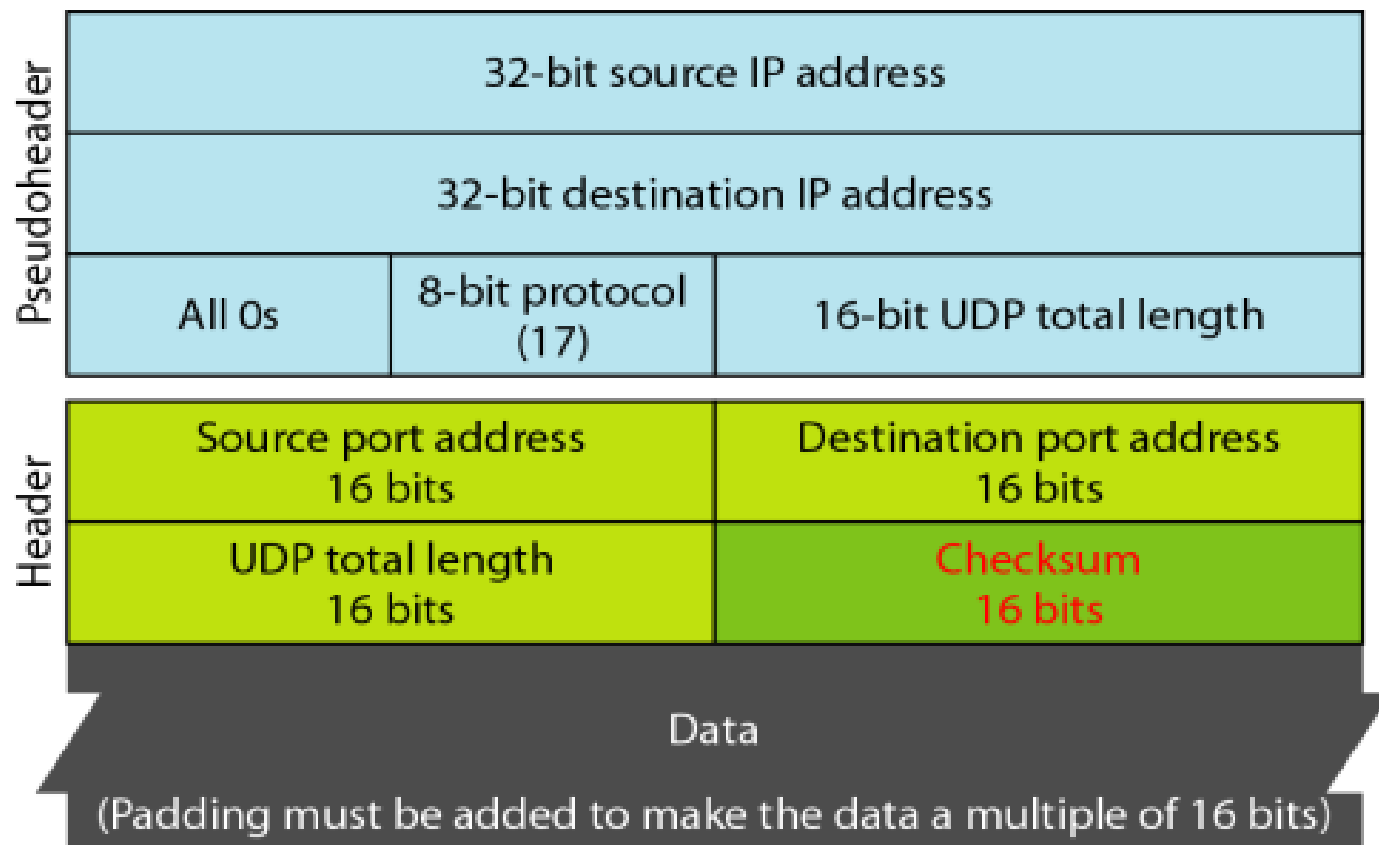 Pseudoheader
32-bit source IP address
32-bit destination IP address
All 0s
8-bit protocol
(17)
16-bit UDP total length
Header
Source port address
16 bits
Destination port address
16 bits
UDP total length
16 bits
Checksum
16 bits
Data
(Padding must be added to make the data a multiple of 16 bits)